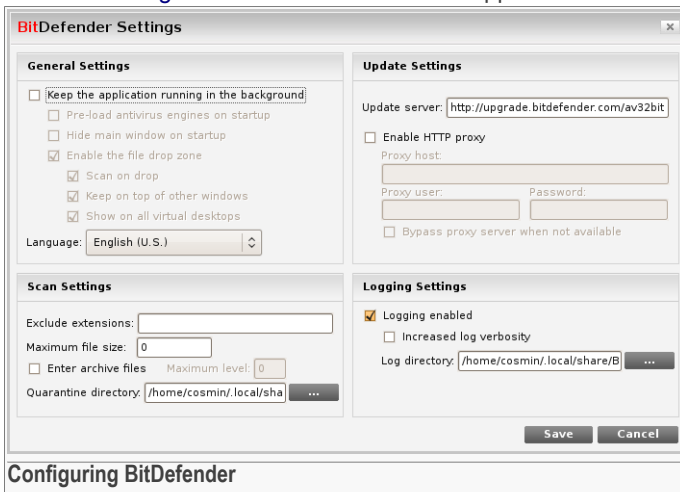 BitDefender Settings
General Settings
Keep the application running in the background
Pre-load antivirus engines on startup
Hide main window on startup
Enable the file drop zone
Scan on drop
Keep on top of other windows
Show on all virtual desktops
Language: English (U.S.)
Update Settings
Update server: http://upgrade.bitdefender.com/av32bit
Enable HTTP proxy
Proxy host:
Proxy user: Password:
Bypass proxy server when not available
Scan Settings
Exclude extensions:
Maximum file size: 0
Enter archive files Maximum level: 0
Quarantine directory: /home/cosmin/.local/sha ...
Logging Settings
Logging enabled
Increased log verbosity
Log directory: /home/cosmin/.local/share/B ...
Save Cancel
Configuring BitDefender